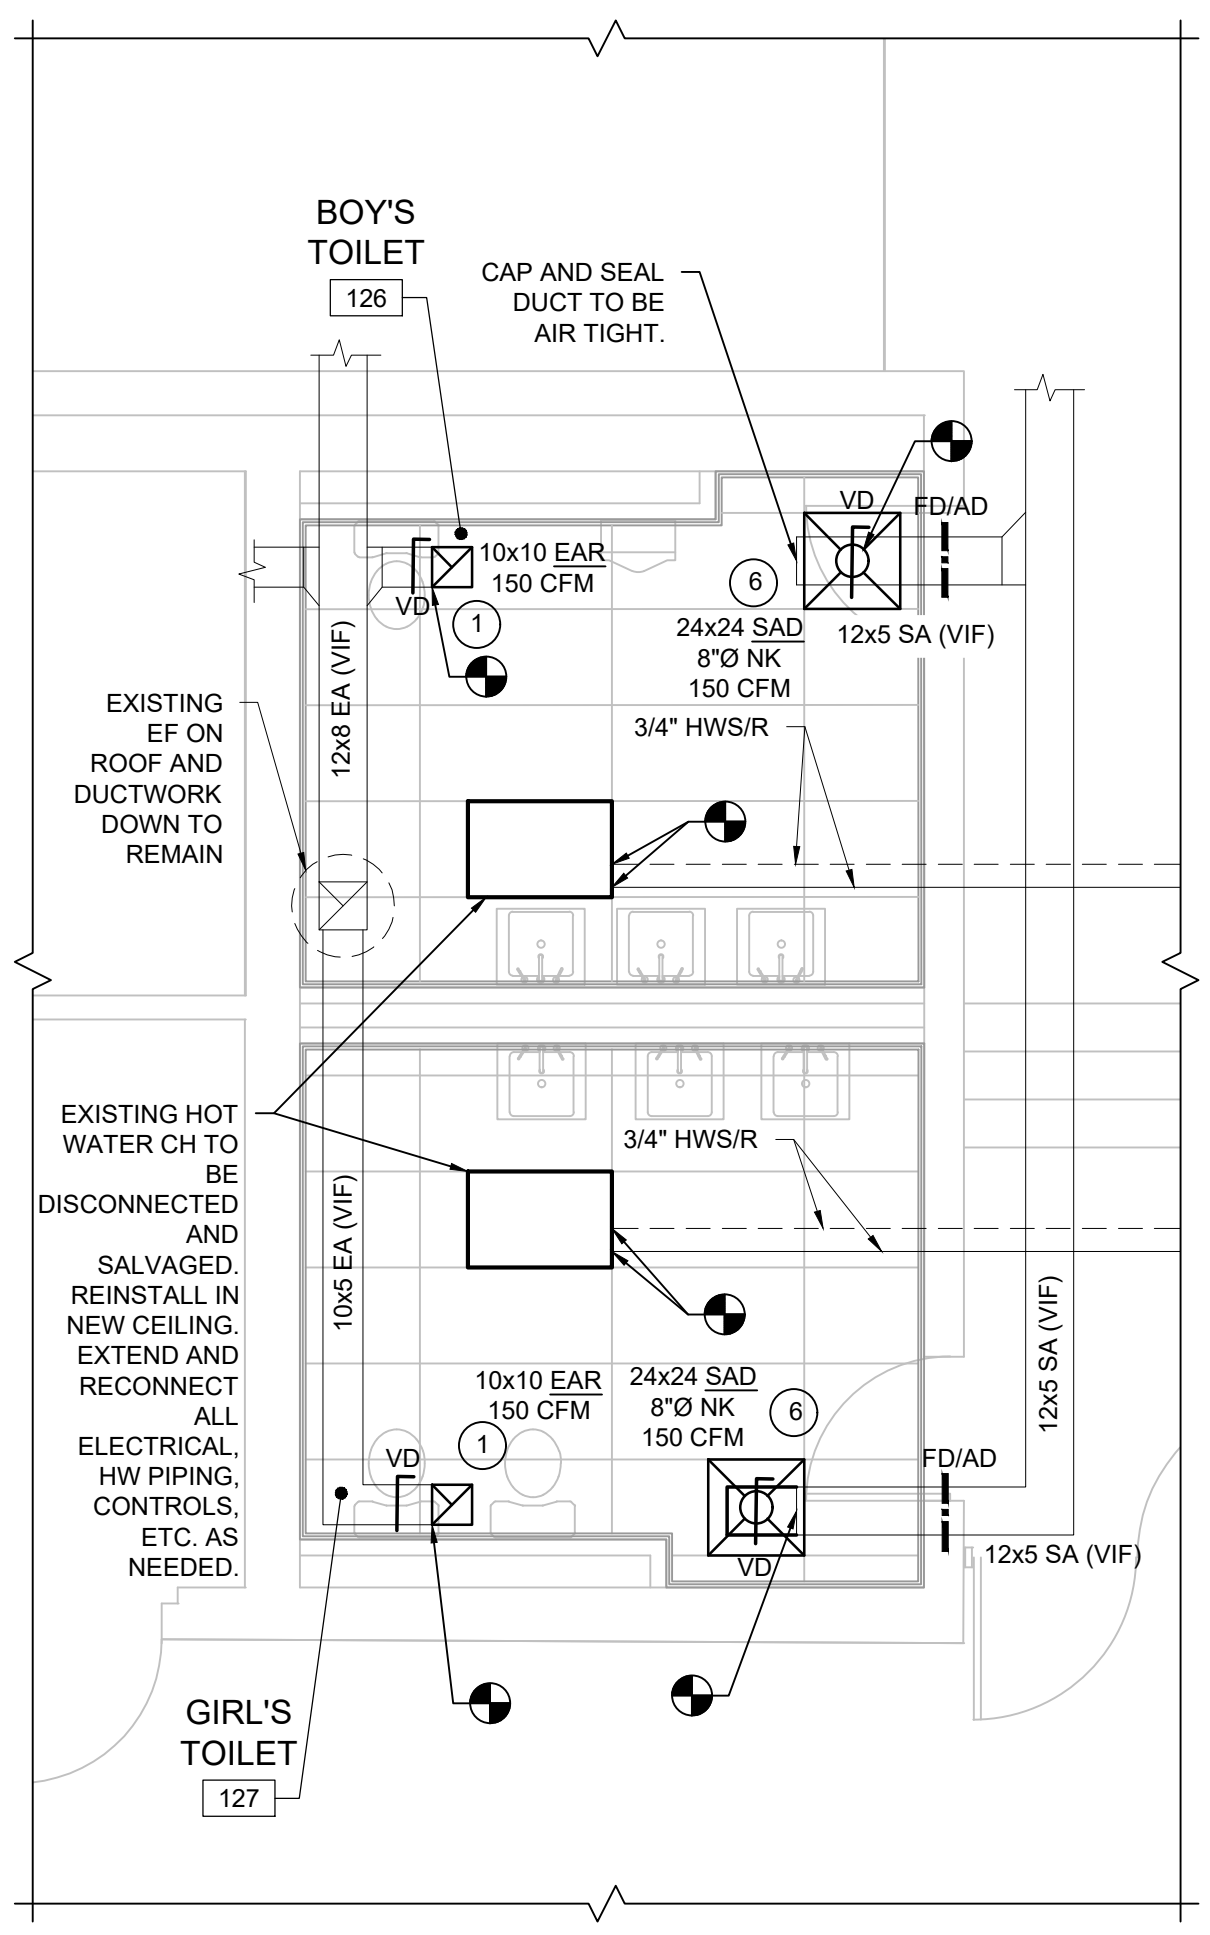 BOY'S
TOILET
126
CAP AND SEAL
DUCT TO BE
AIR TIGHT.
VD
FD/AD
10x10 EAR
150 CFM
VD
1
6
24x24 SAD
8"Ø NK
150 CFM
12x5 SA (VIF)
12x8 EA (VIF)
EXISTING
EF ON
ROOF AND
DUCTWORK
DOWN TO
REMAIN
3/4" HWS/R
EXISTING HOT
WATER CH TO
BE
DISCONNECTED
AND
SALVAGED.
REINSTALL IN
NEW CEILING.
EXTEND AND
RECONNECT
ALL
ELECTRICAL,
HW PIPING,
CONTROLS,
ETC. AS
NEEDED.
3/4" HWS/R
10x5 EA (VIF)
12x5 SA (VIF)
10x10 EAR
150 CFM
1
24x24 SAD
8"Ø NK
150 CFM
6
VD
FD/AD
VD
12x5 SA (VIF)
GIRL'S
TOILET
127